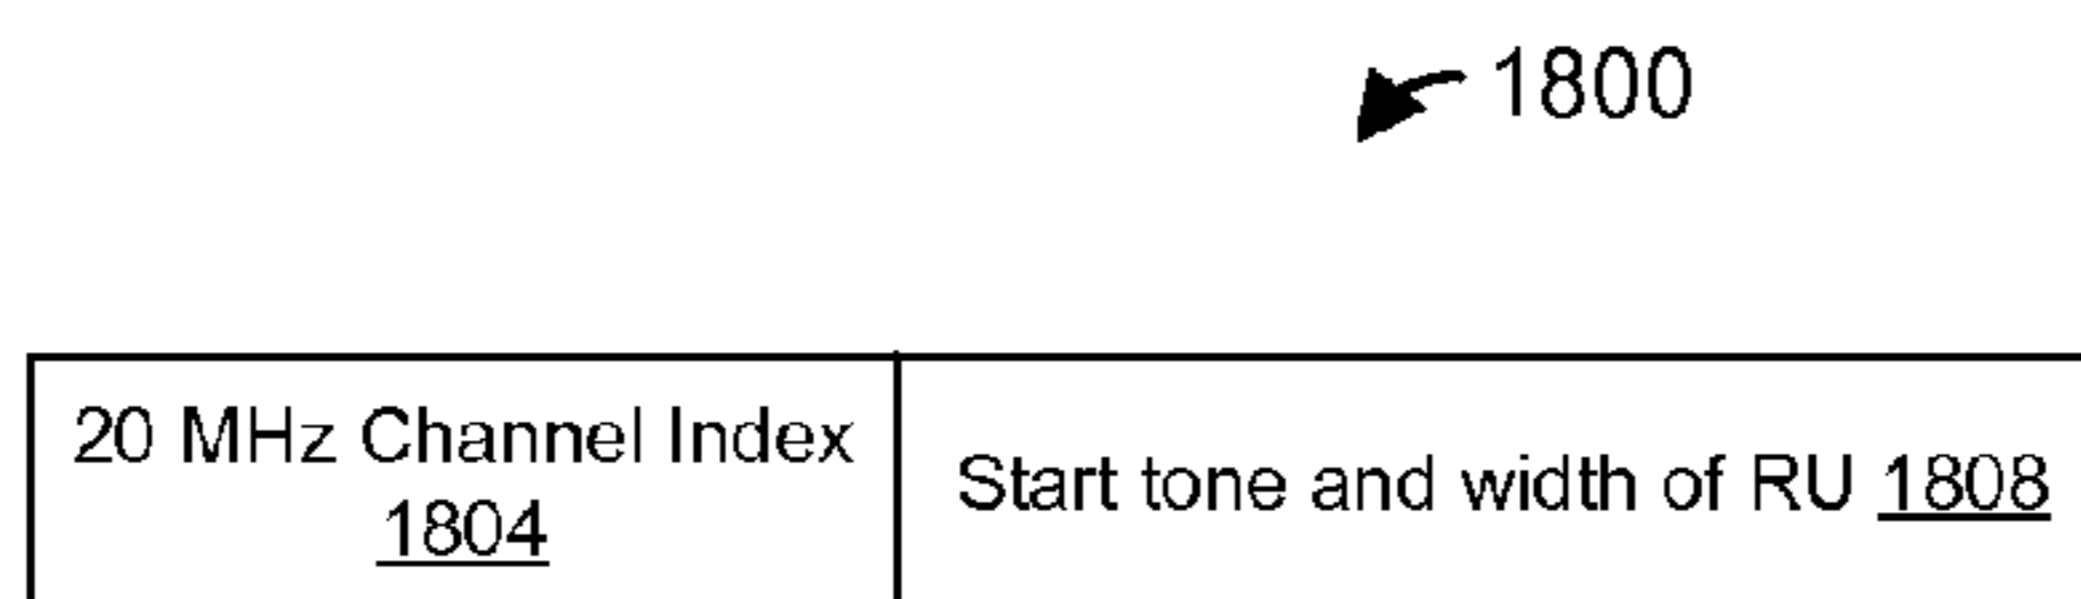 1800
20 MHz Channel Index
1804
Start tone and width of RU 1808